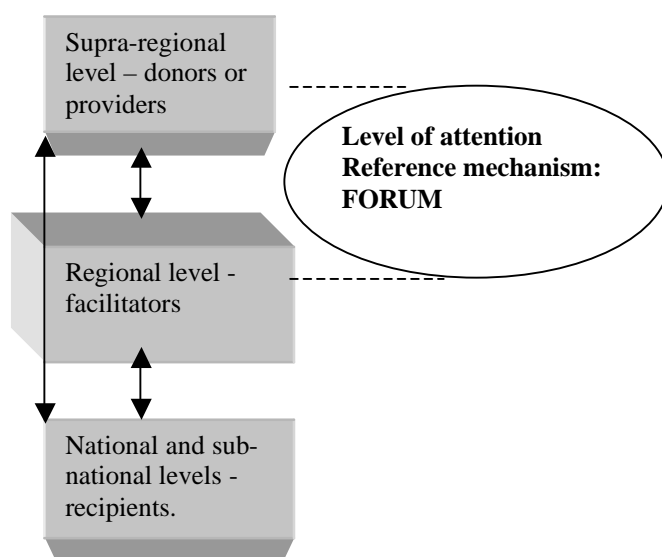 Supra-regional
level – donors or
providers
Level of attention
Reference mechanism:
FORUM
Regional level -
facilitators
National and sub-
national levels -
recipients.